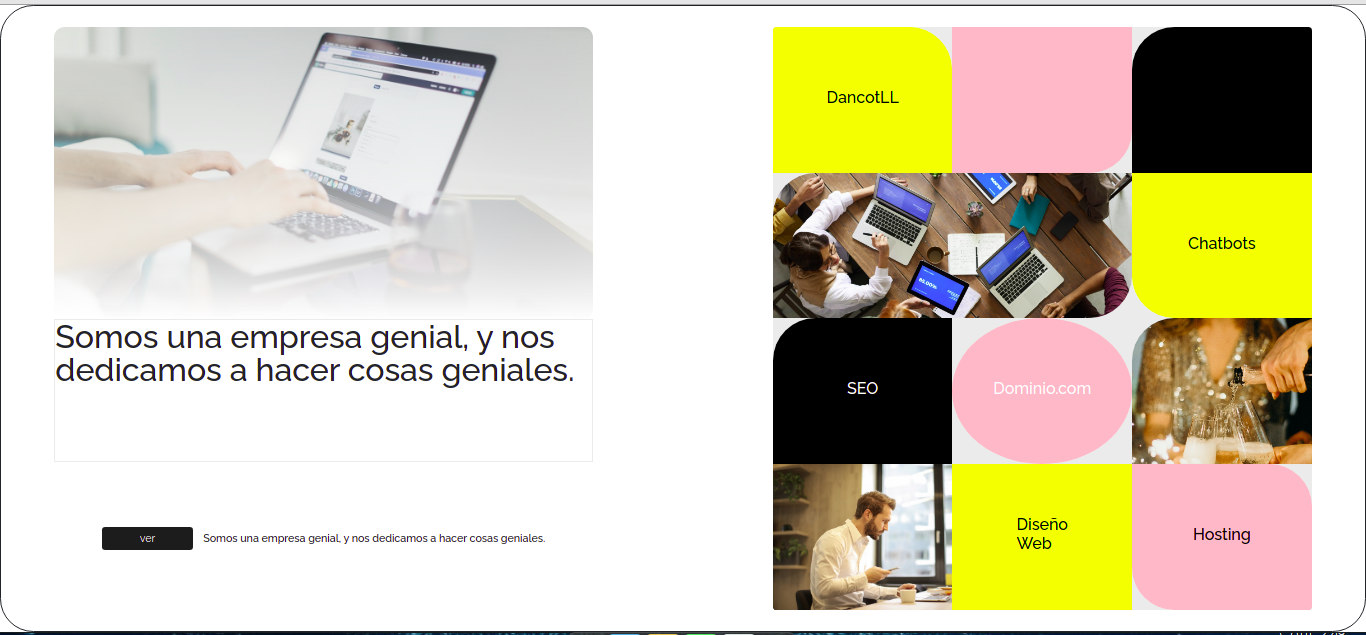 Somos una empresa genial, y nos
dedicamos a hacer cosas geniales.
ver
Somos una empresa genial, y nos dedicamos a hacer cosas geniales.
DancotLL
Chatbots
SEO
Dominio.com
Diseño
Web
Hosting